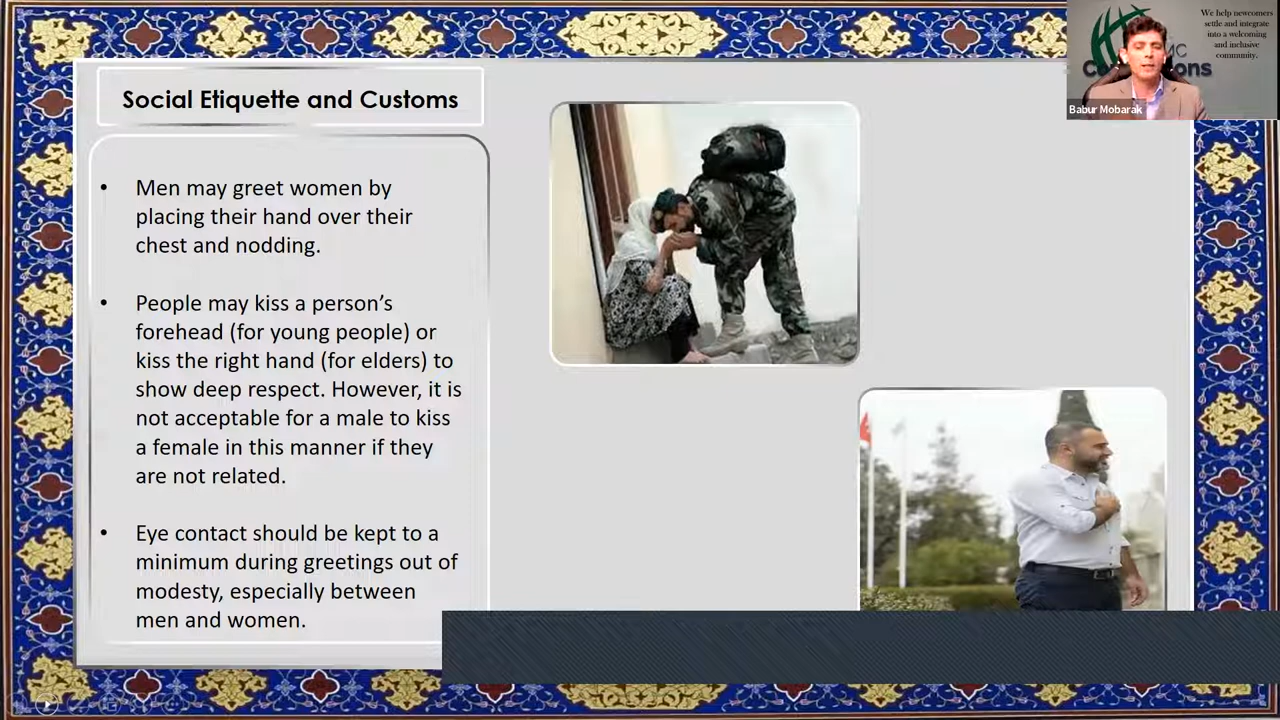 Social Etiquette and Customs
• Men may greet women by
placing their hand over their
chest and nodding.
• People may kiss a person’s
forehead (for young people) or
kiss the right hand (for elders) to
show deep respect. However, it is
not acceptable for a male to kiss
a female in this manner if they
are not related.
• Eye contact should be kept to a
minimum during greetings out of
modesty, especially between
men and women.
We help newcomers
settle and integrate
into a welcoming
and inclusive
community.
Babur Mobarak